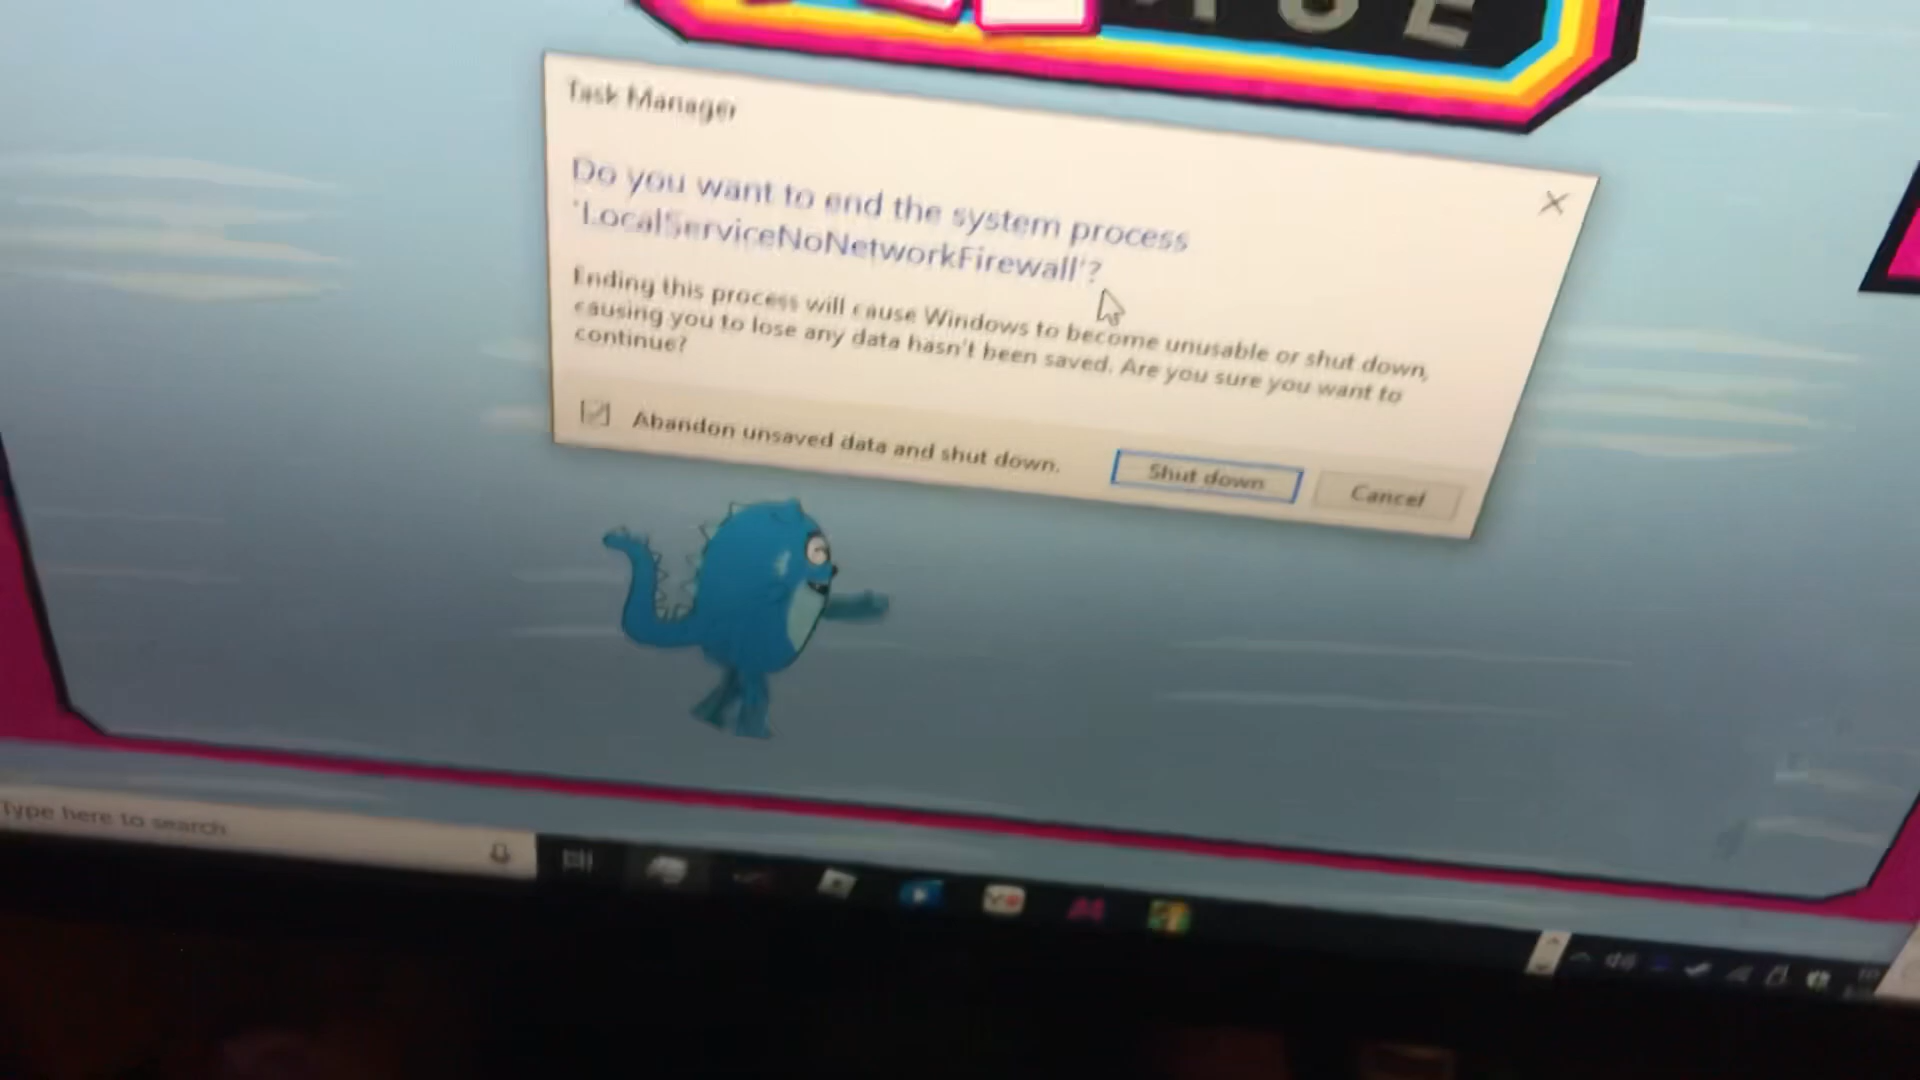 Task Manager
Do you want to end the system process
'LocalServiceNoNetworkFirewall'?
Ending this process will cause Windows to become unusable or shut down,
causing you to lose any data hasn't been saved. Are you sure you want to
continue?
Abandon unsaved data and shut down.
Shut down
Cancel
Type here to search